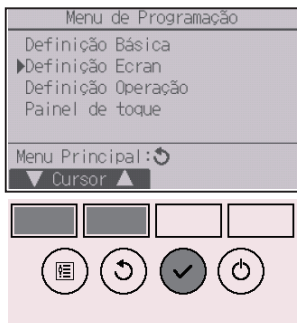 Menu de Programação
Definição Básica
▶Definição Ecran
Definição Operação
Painel de toque
Menu Principal:↺
▼ Cursor ▲